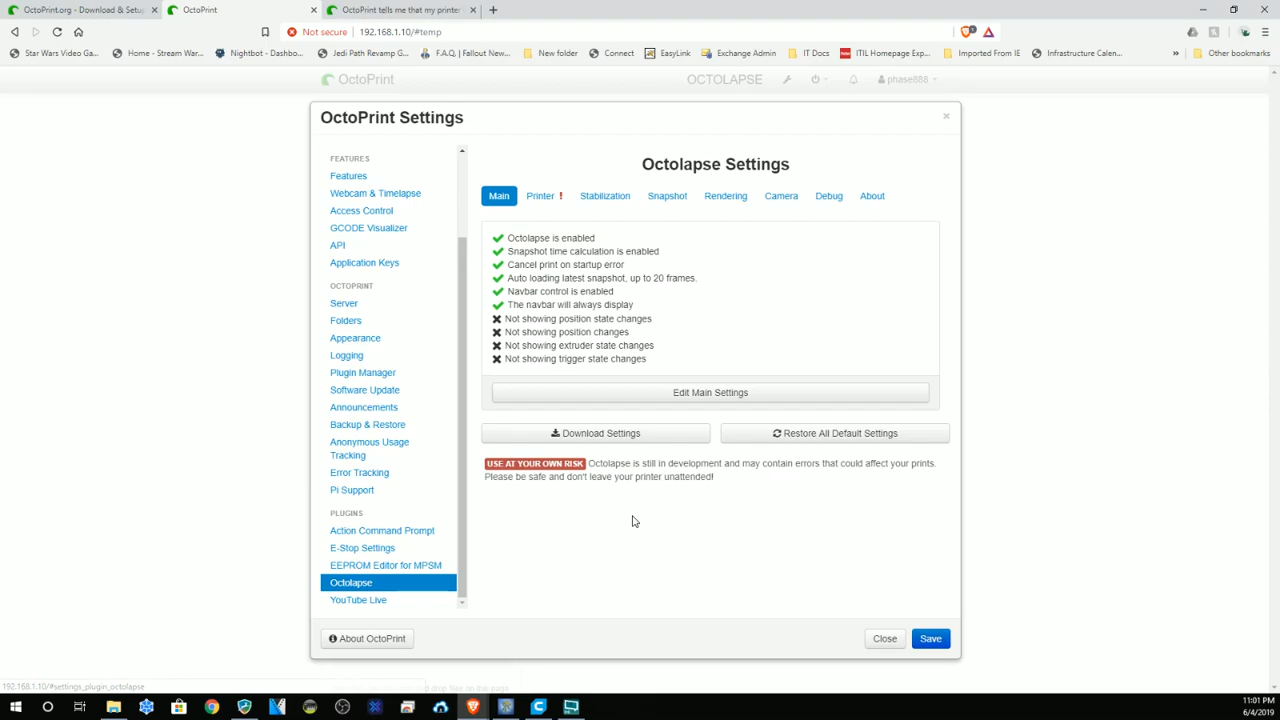 OctoPrint.org - Download & Setup
OctoPrint
OctoPrint tells me that my printer
Not secure
192.168.1.10/#temp
Star Wars Video Ga...
Home - Stream War...
Nightbot - Dashbo...
Jedi Path Revamp G...
F.A.Q. | Fallout New...
New folder
Connect
EasyLink
Exchange Admin
IT Docs
ITIL Homepage Exp...
Imported From IE
Infrastructure Calen...
»
Other bookmarks
OctoPrint
OCTOLAPSE
phase888
OctoPrint Settings
×
FEATURES
Features
Webcam & Timelapse
Access Control
GCODE Visualizer
API
Application Keys
OCTOPRINT
Server
Folders
Appearance
Logging
Plugin Manager
Software Update
Announcements
Backup & Restore
Anonymous Usage
Tracking
Error Tracking
Pi Support
PLUGINS
Action Command Prompt
E-Stop Settings
EEPROM Editor for MPSM
Octolapse
YouTube Live
Octolapse Settings
Main
Printer !
Stabilization
Snapshot
Rendering
Camera
Debug
About
Octolapse is enabled
Snapshot time calculation is enabled
Cancel print on startup error
Auto loading latest snapshot, up to 20 frames.
Navbar control is enabled
The navbar will always display
Not showing position state changes
Not showing position changes
Not showing extruder state changes
Not showing trigger state changes
Edit Main Settings
Download Settings
Restore All Default Settings
USE AT YOUR OWN RISK Octolapse is still in development and may contain errors that could affect your prints.
Please be safe and don't leave your printer unattended!
About OctoPrint
Close
Save
192.168.1.10/#settings_plugin_octolapse
11:01 PM
6/4/2019